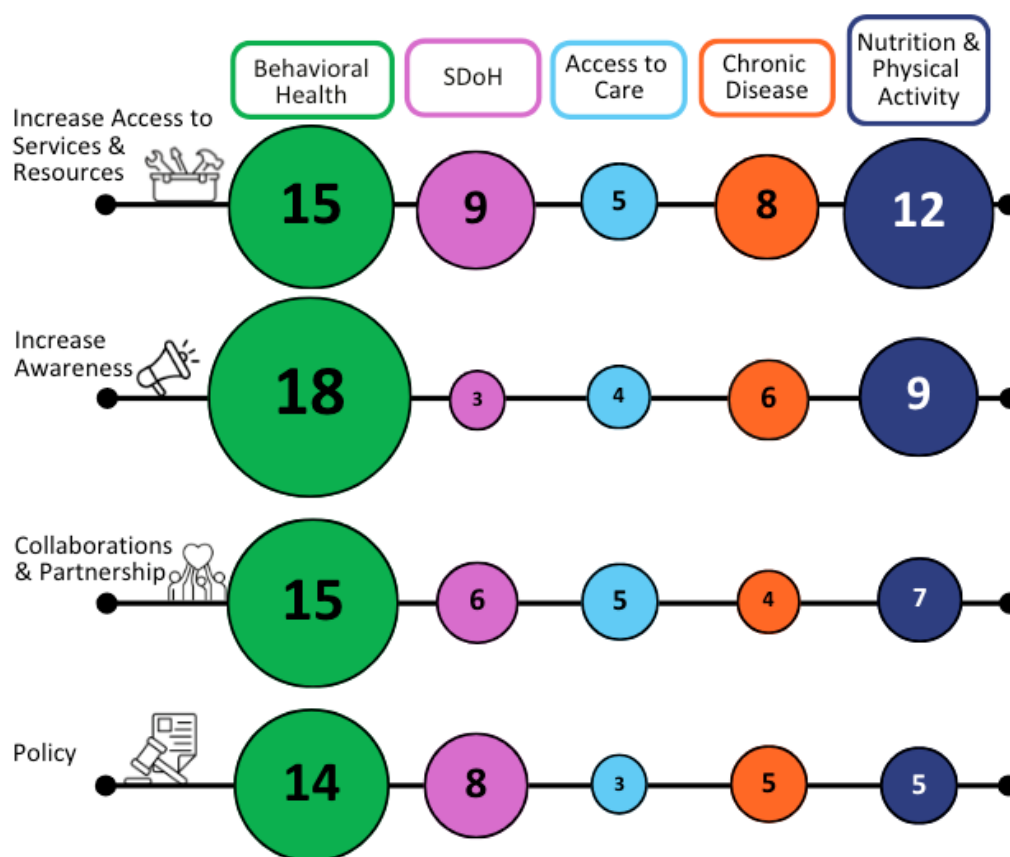 Behavioral
Health
SDoH
Access to
Care
Chronic
Disease
Nutrition &
Physical
Activity
Increase Access to
Services &
Resources
15
9
5
8
12
Increase
Awareness
18
3
4
6
9
Collaborations
& Partnership
15
6
5
4
7
Policy
14
8
3
5
5